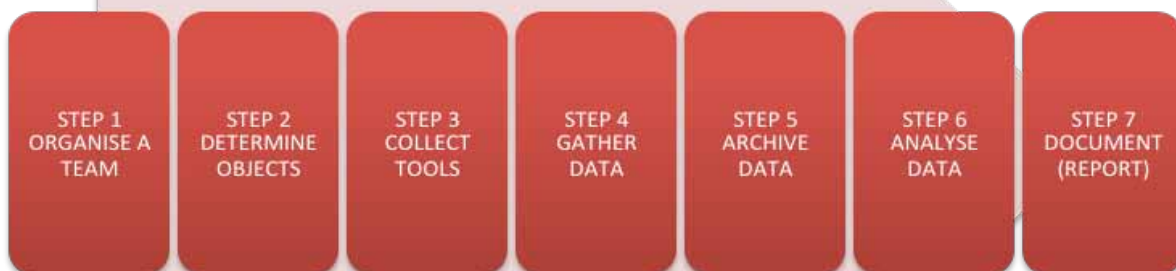 STEP 1
ORGANISE A
TEAM
STEP 2
DETERMINE
OBJECTS
STEP 3
COLLECT
TOOLS
STEP 4
GATHER
DATA
STEP 5
ARCHIVE
DATA
STEP 6
ANALYSE
DATA
STEP 7
DOCUMENT
(REPORT)